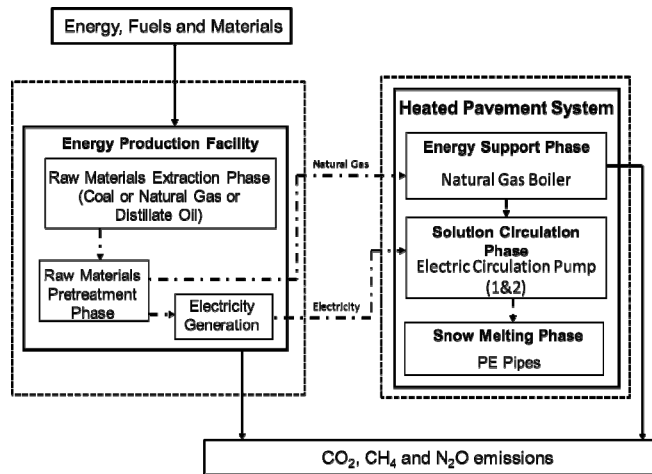 Energy, Fuels and Materials
Energy Production Facility
Raw Materials Extraction Phase
(Coal or Natural Gas or
Distillate Oil)
Raw Materials
Pretreatment
Phase
Electricity
Generation
Natural Gas
Electricity
Heated Pavement System
Energy Support Phase
Natural Gas Boiler
Solution Circulation
Phase
Electric Circulation Pump
(1&2)
Snow Melting Phase
PE Pipes
CO₂, CH₄ and N₂O emissions